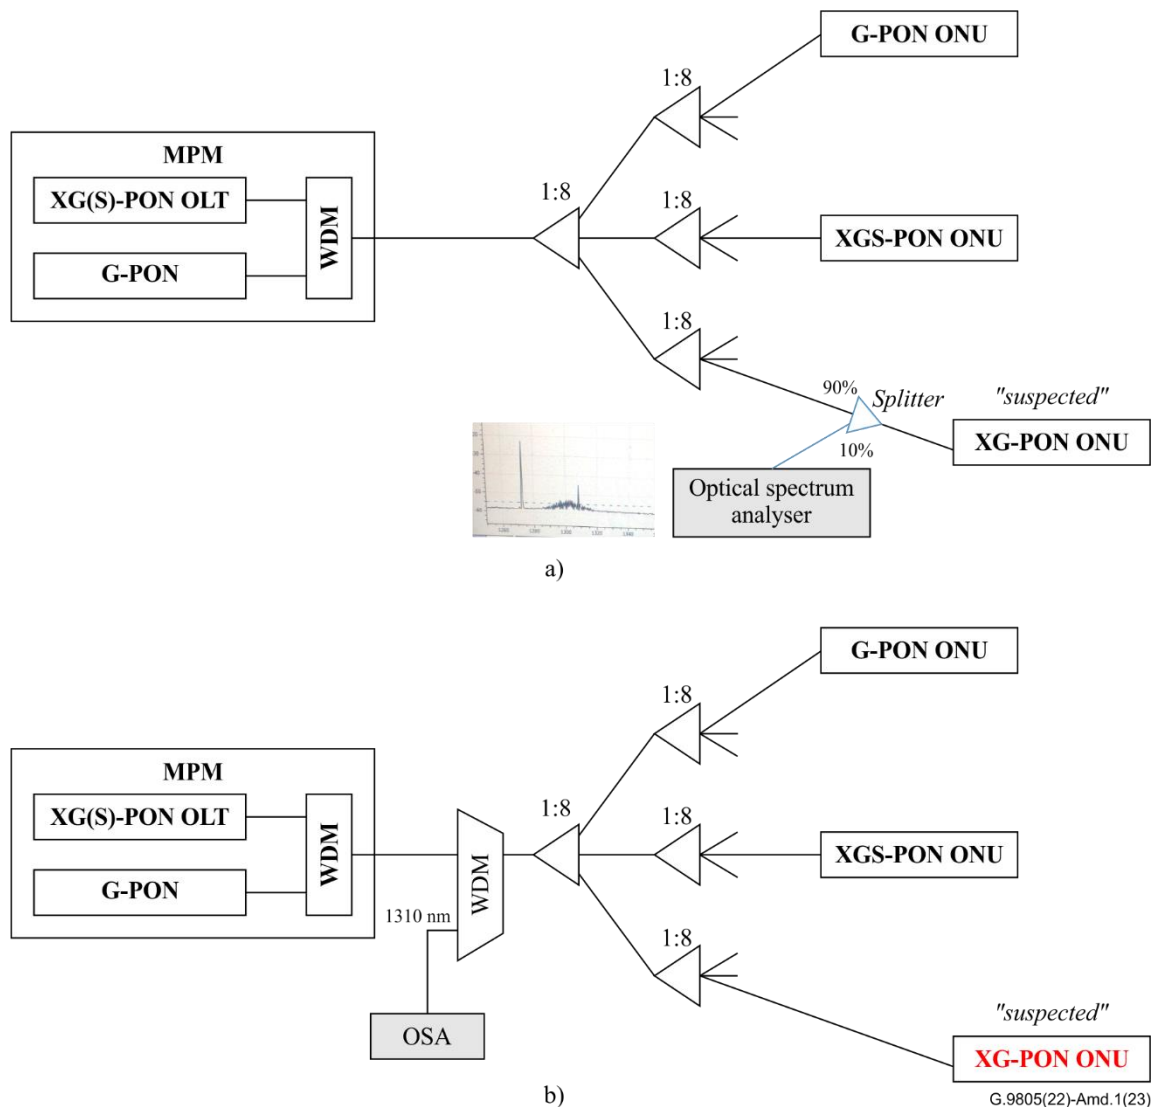 G-PON ONU
1:8
MPM
XG(S)-PON OLT
WDM
1:8
1:8
XGS-PON ONU
G-PON
1:8
90%
Splitter
"suspected"
10%
XG-PON ONU
Optical spectrum
analyser
a)
G-PON ONU
1:8
MPM
XG(S)-PON OLT
WDM
1:8
1:8
WDM
XGS-PON ONU
G-PON
1310 nm
1:8
OSA
"suspected"
XG-PON ONU
b)
G.9805(22)-Amd.1(23)